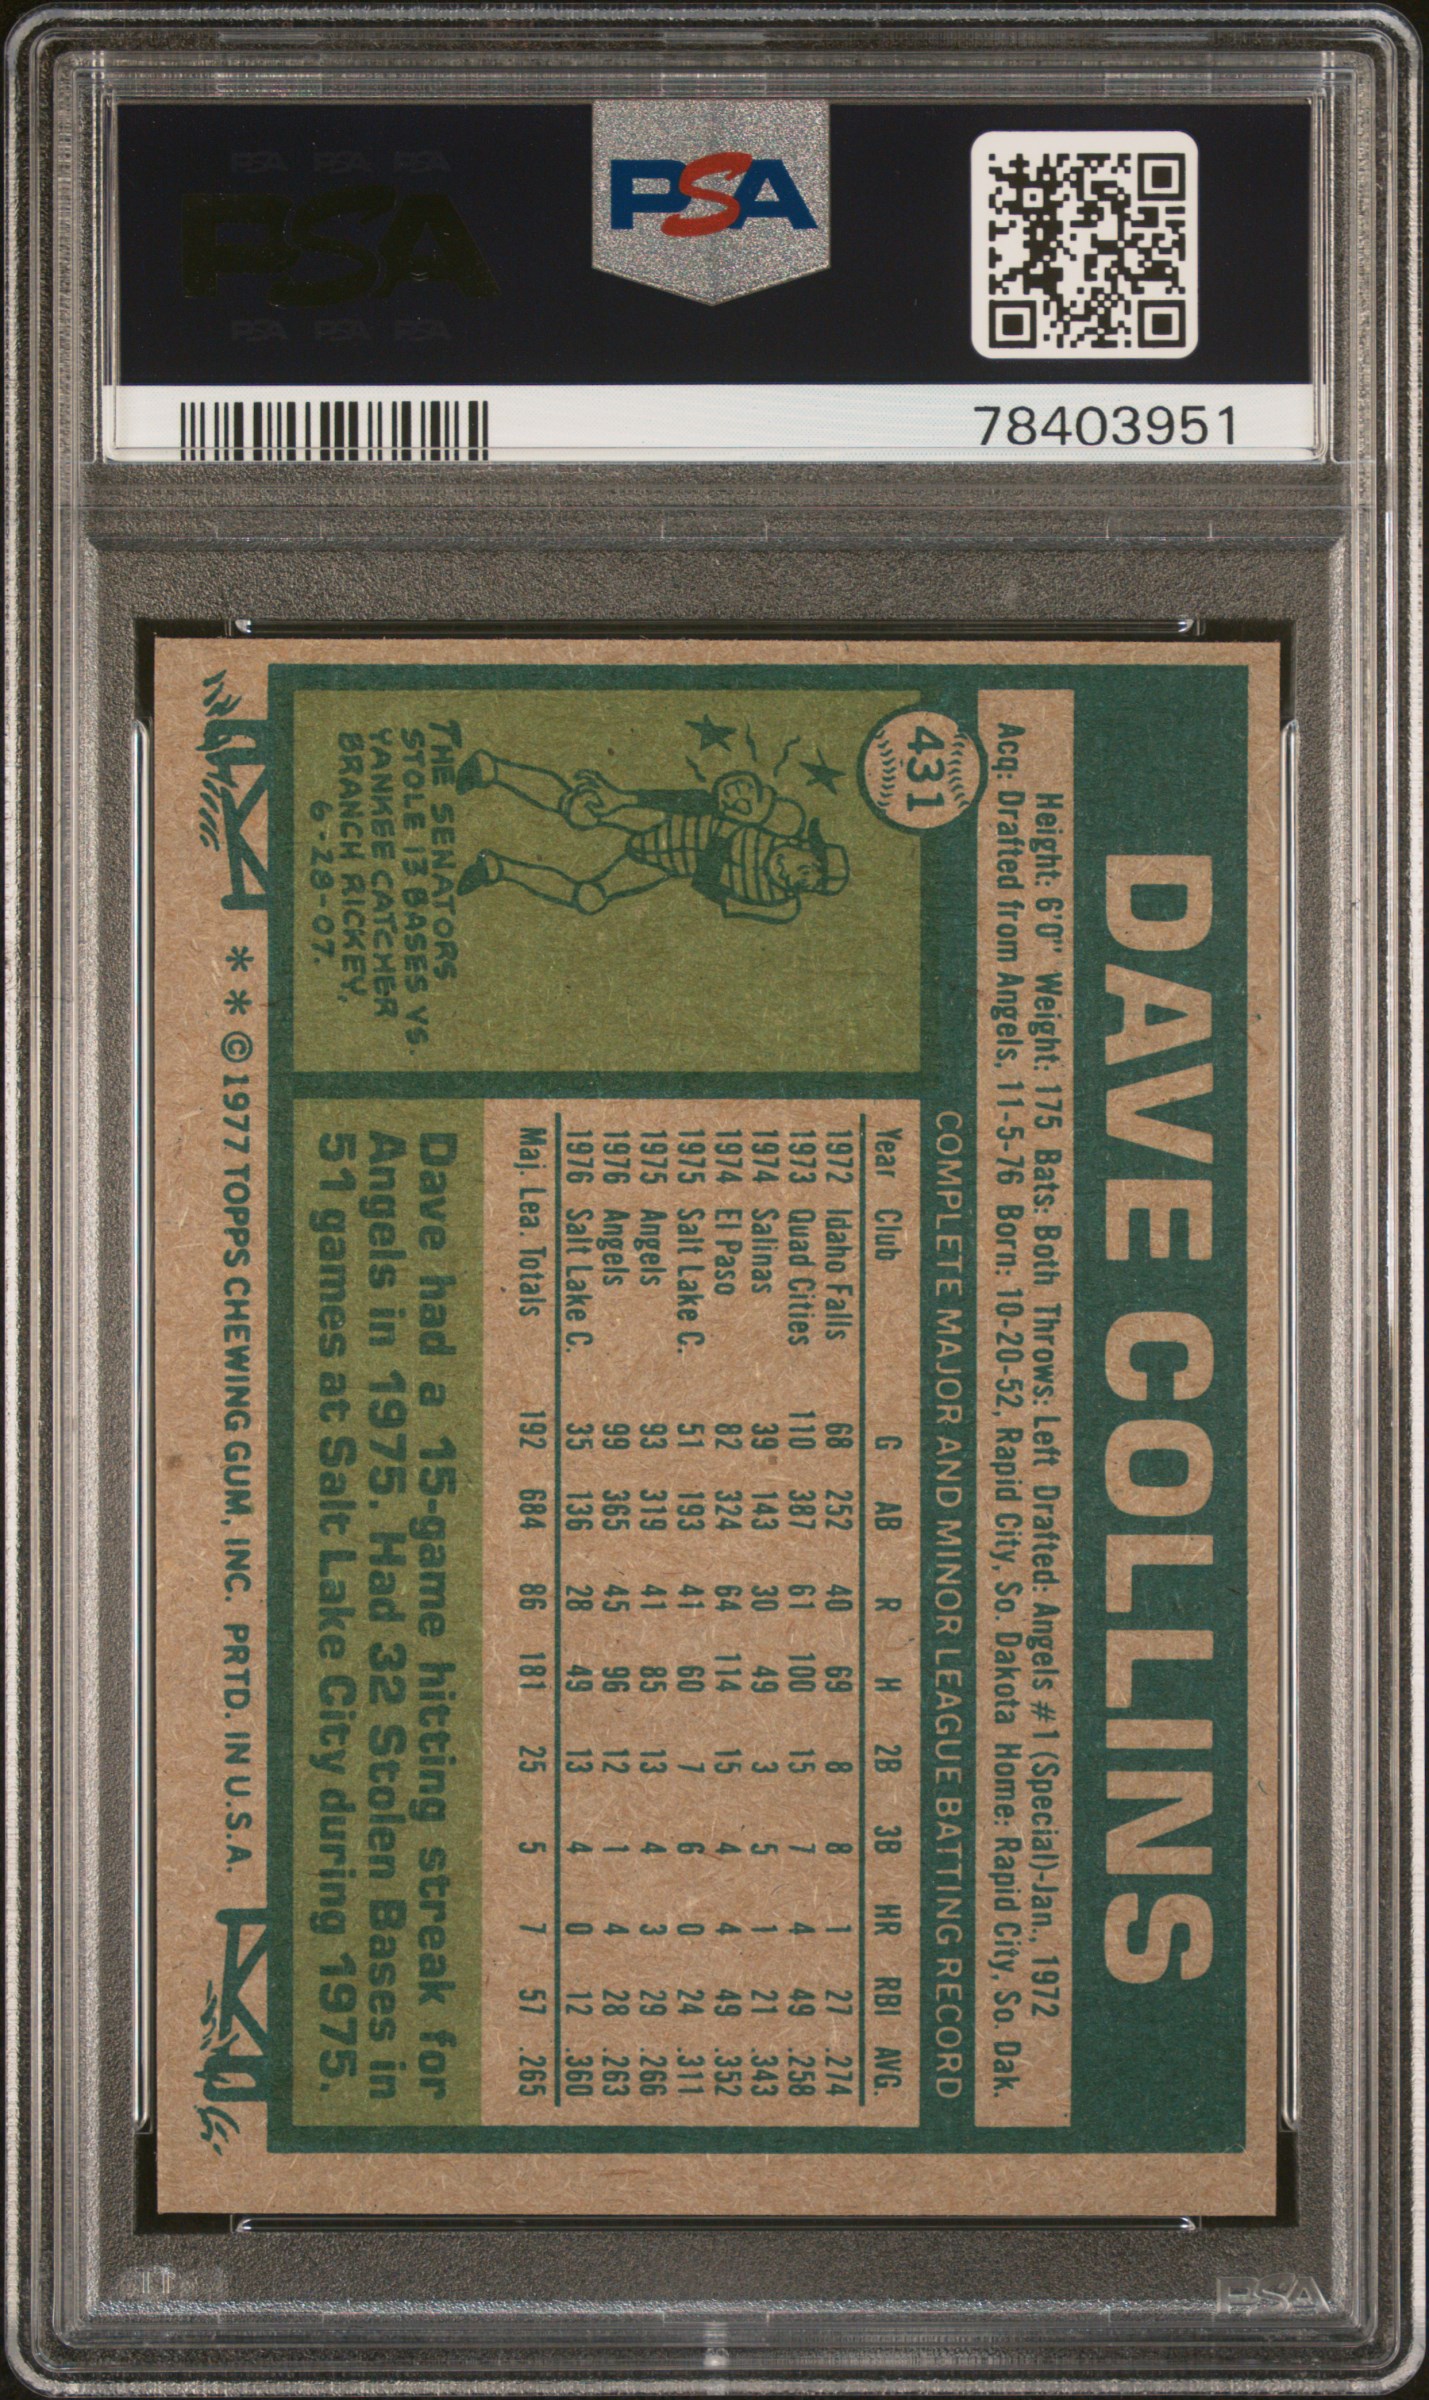 PSA
PSA PSA PSA
PSA
PSA PSA PSA
78403951
DAVE COLLINS
Height: 6'0" Weight: 175 Bats: Both Throws: Left Drafted: Angels #1 (Special)-Jan., 1972
Acq: Drafted from Angels, 11-5-76 Born: 10-20-52, Rapid City, So. Dakota Home: Rapid City, So. Dak.
431
COMPLETE MAJOR AND MINOR LEAGUE BATTING RECORD
Year Club G AB R H 2B 3B HR RBI AVG.
1972 Idaho Falls 68 252 40 69 8 8 1 27 .274
1973 Quad Cities 110 387 61 100 15 7 4 49 .258
1974 Salinas 39 143 30 49 3 5 1 21 .343
1974 El Paso 82 324 64 114 15 4 4 49 .352
1975 Salt Lake C. 51 193 41 60 7 6 0 24 .311
1975 Angels 93 319 41 85 13 4 3 29 .266
1976 Angels 99 365 45 96 12 1 4 28 .263
1976 Salt Lake C. 35 136 28 49 13 4 0 12 .360
Maj. Lea. Totals 192 684 86 181 25 5 7 57 .265
THE SENATORS
STOLE 13 BASES VS.
YANKEE CATCHER
BRANCH RICKEY,
6-28-07.
Dave had a 15-game hitting streak for
Angels in 1975. Had 32 Stolen Bases in
51 games at Salt Lake City during 1975.
* * © 1977 TOPPS CHEWING GUM, INC. PRTD. IN U.S.A.
PSA